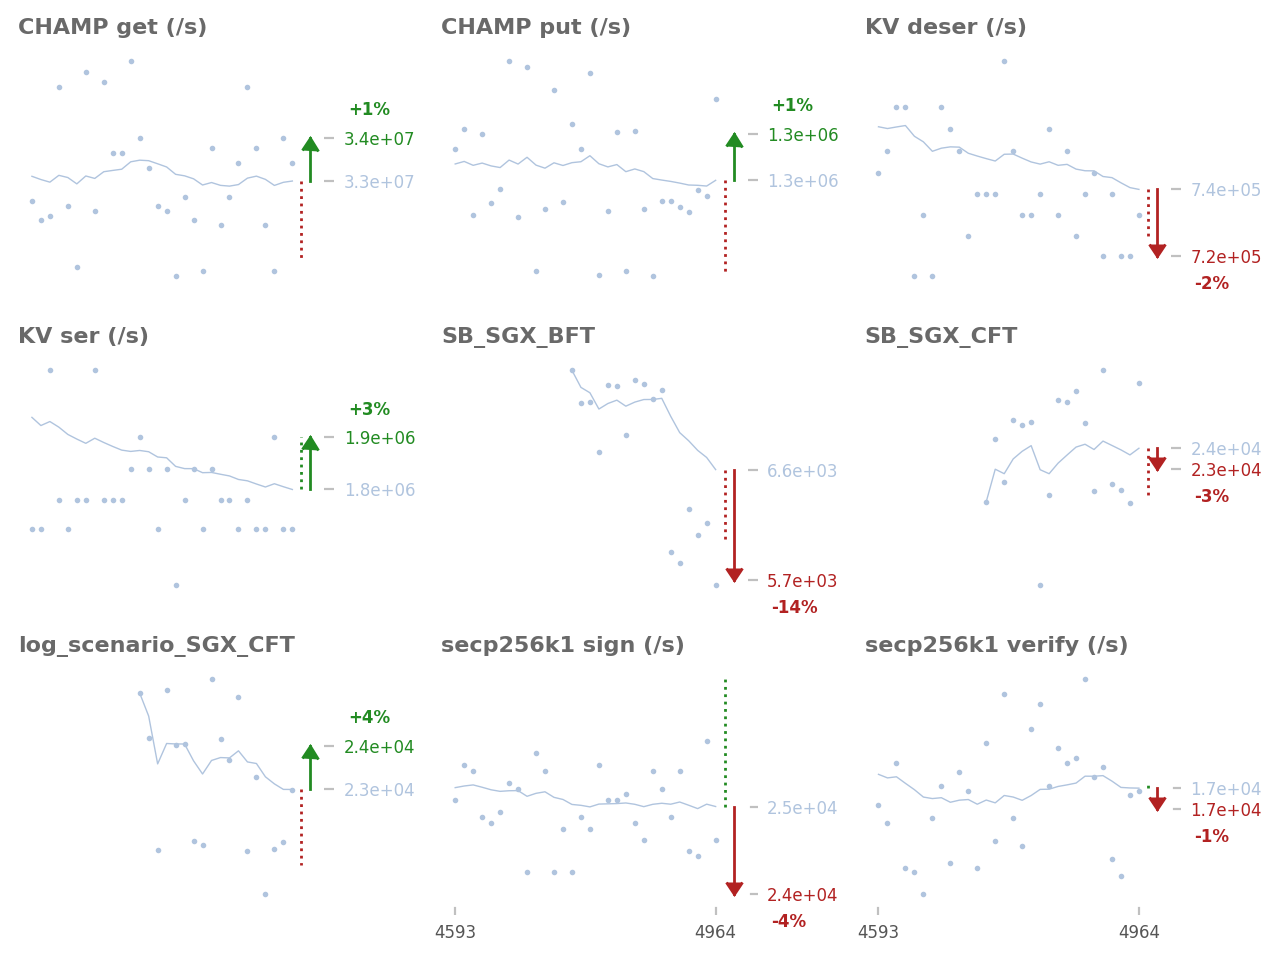 CHAMP get (/s)
+1%
3.4e+07
3.3e+07
CHAMP put (/s)
+1%
1.3e+06
1.3e+06
KV deser (/s)
7.4e+05
7.2e+05
-2%
KV ser (/s)
+3%
1.9e+06
1.8e+06
SB_SGX_BFT
6.6e+03
5.7e+03
-14%
SB_SGX_CFT
2.4e+04
2.3e+04
-3%
log_scenario_SGX_CFT
+4%
2.4e+04
2.3e+04
secp256k1 sign (/s)
2.5e+04
2.4e+04
-4%
4593
4964
secp256k1 verify (/s)
1.7e+04
1.7e+04
-1%
4593
4964